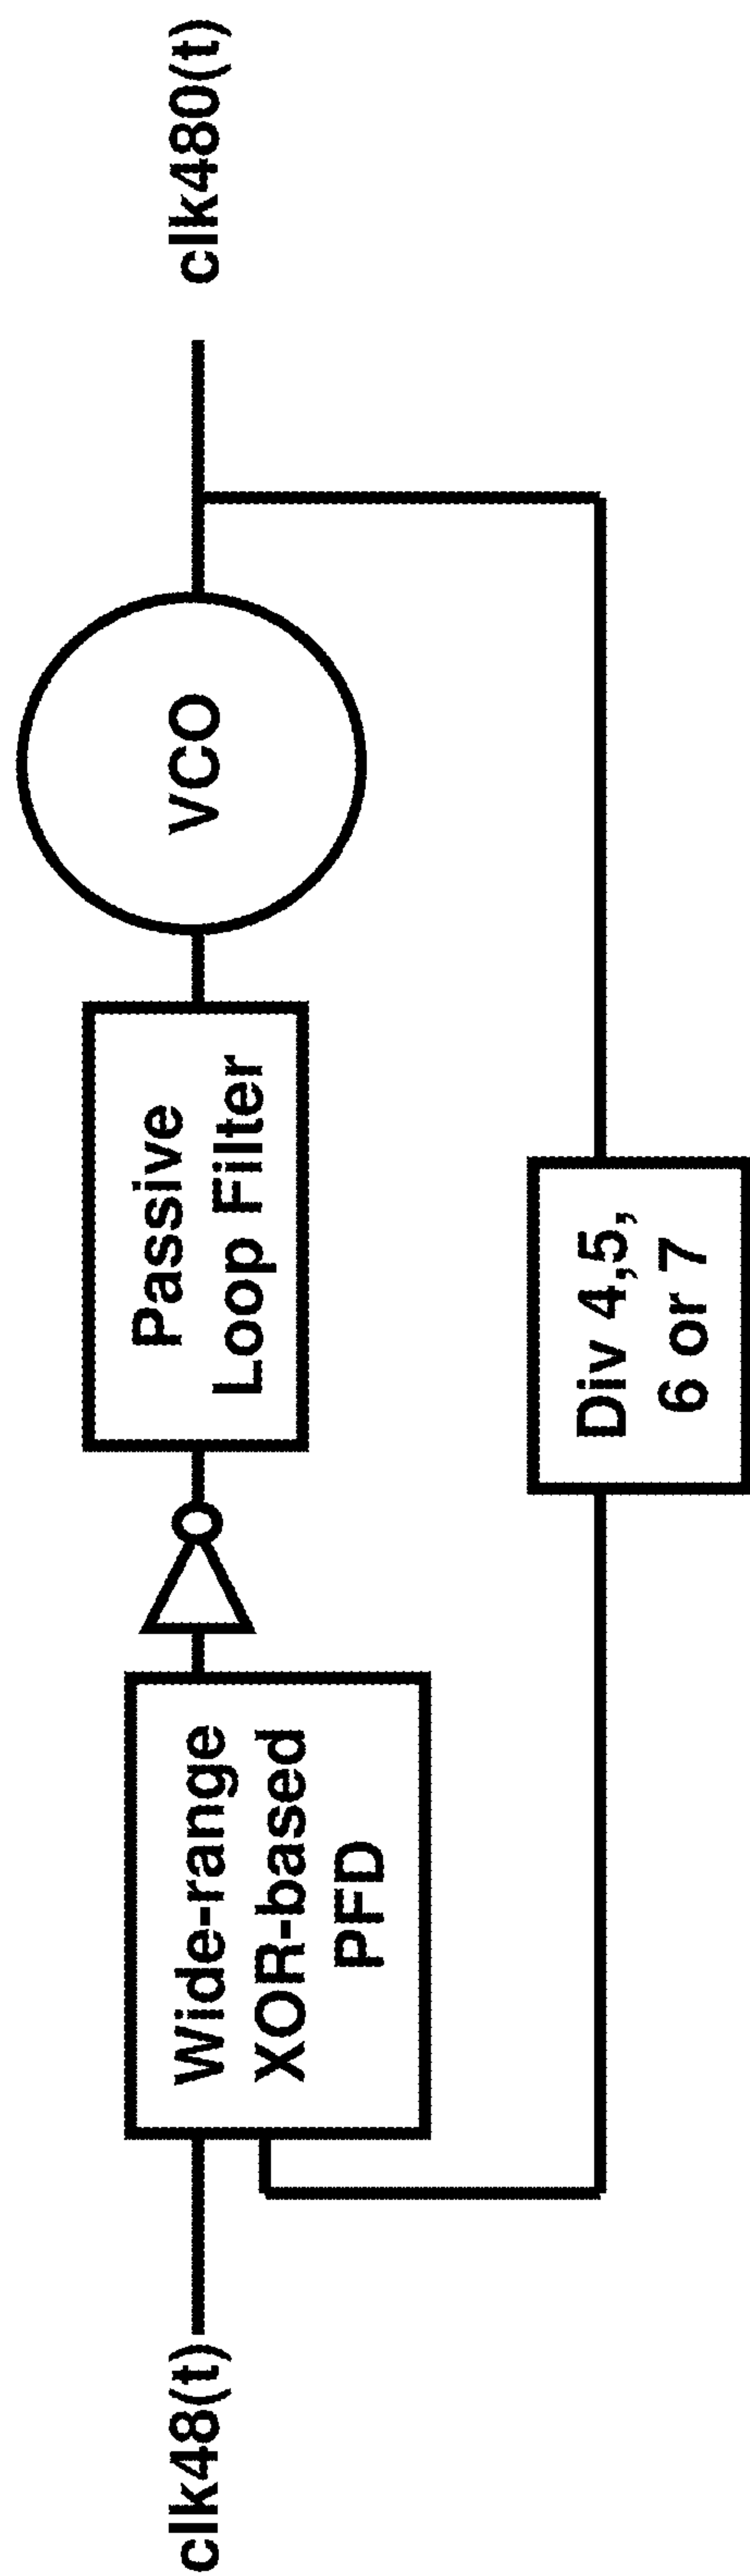 clk48(t)
Wide-range
XOR-based
PFD
Passive
Loop Filter
VCO
clk480(t)
Div 4,5,
6 or 7